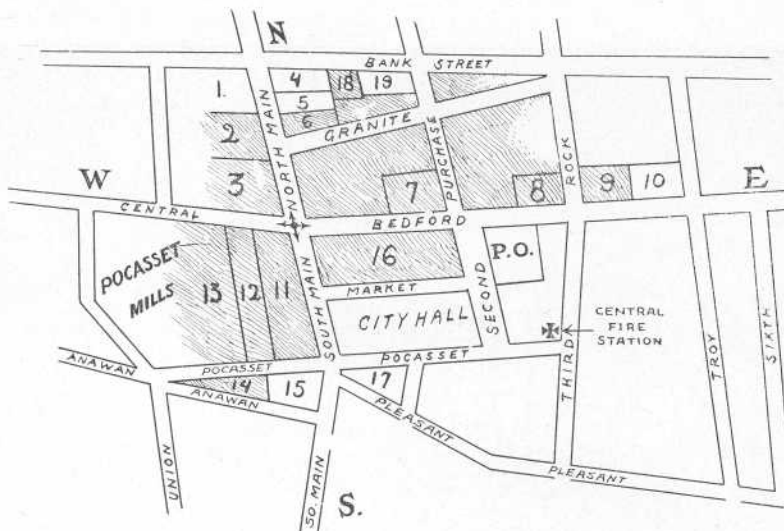 N
BANK STREET
1.
4
18
19
5
6
2
GRANITE
NORTH MAIN
PURCHASE
ROCK
3
7
8
9
10
W
E
CENTRAL
BEDFORD
POCASSET
MILLS
13
12
11
16
P.O.
MARKET
SOUTH MAIN
CITY HALL
SECOND
CENTRAL
FIRE
STATION
THIRD
TROY
SIXTH
ANAWAN
POCASSET
POCASSET
14
15
17
ANAWAN
PLEASANT
PLEASANT
UNION
SO. MAIN
S.